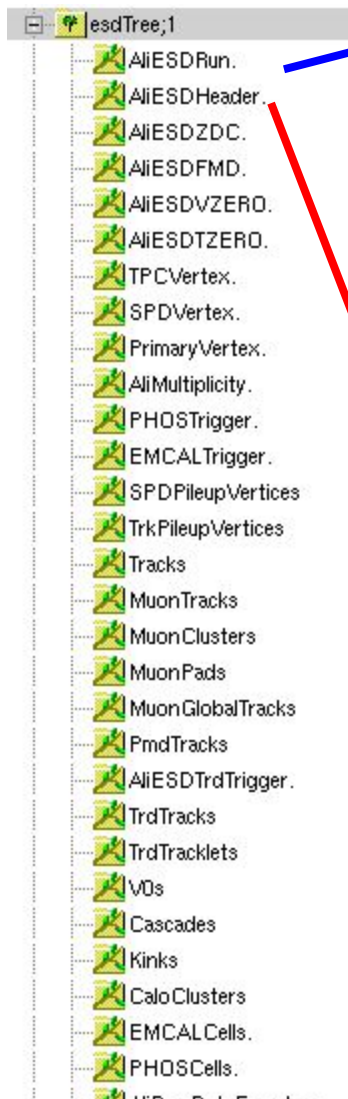 esdTree;1
AliESDRun.
AliESDHeader.
AliESDZDC.
AliESDFMD.
AliESDVZERO.
AliESDTZERO.
TPCVertex.
SPDVertex.
PrimaryVertex.
AliMultiplicity.
PHOSTrigger.
EMCALTrigger.
SPDPileupVertices
TrkPileupVertices
Tracks
MuonTracks
MuonClusters
MuonPads
MuonGlobalTracks
PmdTracks
AliESDTrdTrigger.
TrdTracks
TrdTracklets
V0s
Cascades
Kinks
CaloClusters
EMCALCells.
PHOSCells.